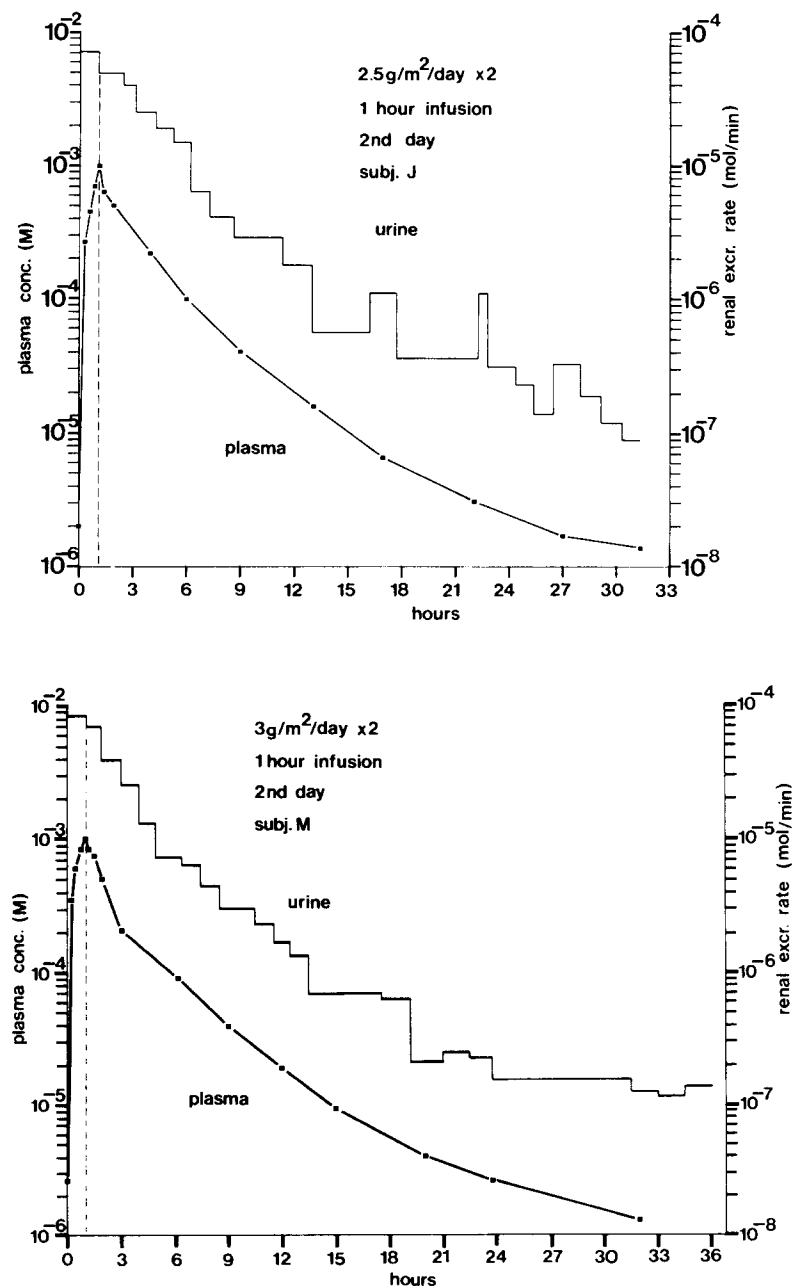 10⁻²
10⁻³
10⁻⁴
10⁻⁵
10⁻⁶
plasma conc. (M)
2.5g/m²/day x2
1 hour infusion
2nd day
subj. J
urine
plasma
10⁻⁴
10⁻⁵
10⁻⁶
10⁻⁷
10⁻⁸
renal excr. rate (mol/min)
0 3 6 9 12 15 18 21 24 27 30 33
hours
10⁻²
10⁻³
10⁻⁴
10⁻⁵
10⁻⁶
plasma conc. (M)
3g/m²/day x2
1hour infusion
2nd day
subj. M
urine
plasma
10⁻⁴
10⁻⁵
10⁻⁶
10⁻⁷
10⁻⁸
renal excr. rate (mol/min)
0 3 6 9 12 15 18 21 24 27 30 33 36
hours